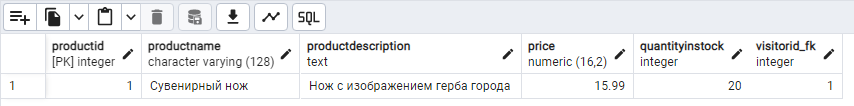 SQL
productid productname productdescription price quantityinstock visitorid_fk
[PK] integer character varying (128) text numeric (16,2) integer integer
1 1 Сувенирный нож Нож с изображением герба города 15.99 20 1